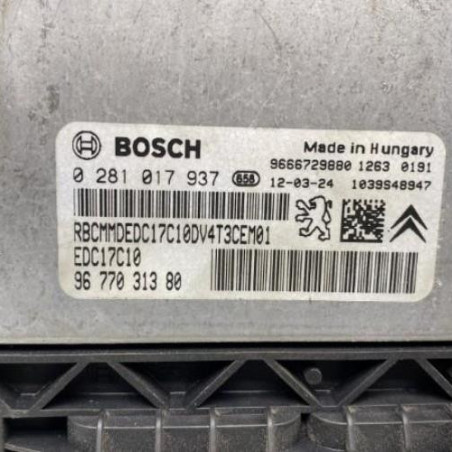 BOSCH
Made in Hungary
9666729880 1263 0191
0 281 017 937 658 12-03-24 1039S48947
RBCMMDEDC17C10DV4T3CEM01
EDC17C10
96 770 313 80